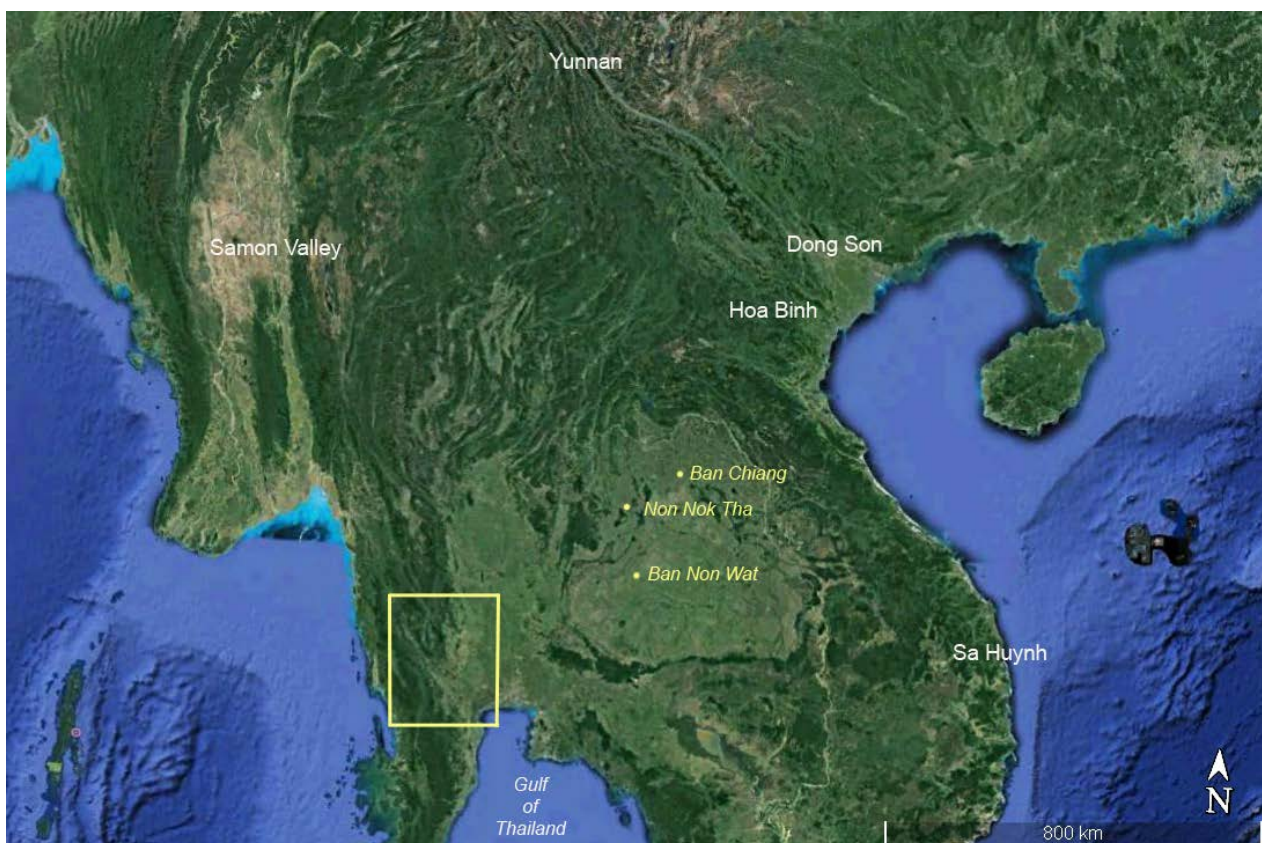 Yunnan
Samon Valley
Dong Son
Hoa Binh
Ban Chiang
Non Nok Tha
Ban Non Wat
Sa Huynh
Gulf
of
Thailand
N
800 km